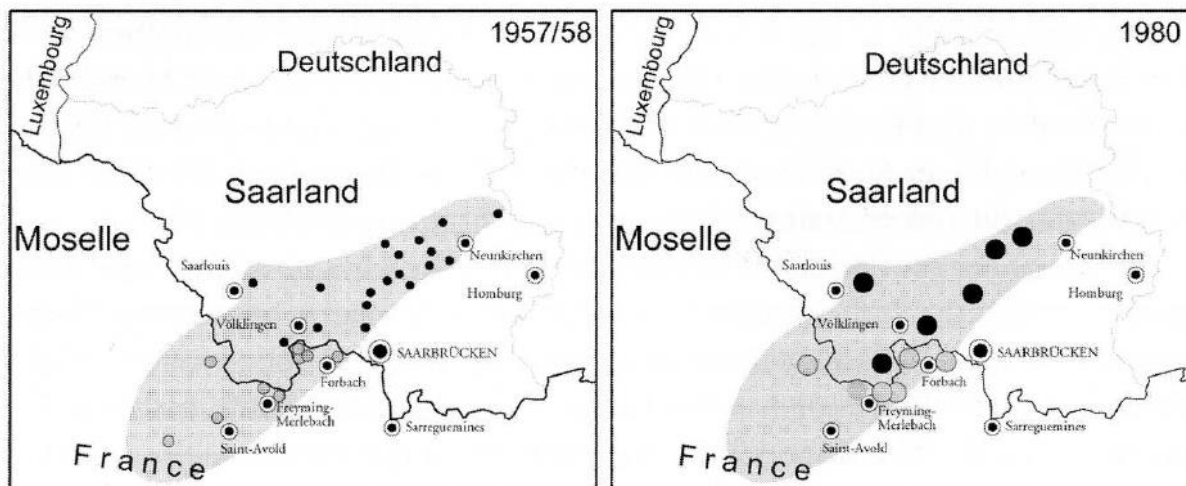 1957/58
Deutschland
Luxembourg
Saarland
Moselle
Saarlouis
Neunkirchen
Homburg
Völklingen
SAARBRÜCKEN
Forbach
Freyming-
Merlebach
Sarreguemines
Saint-Avold
France
1980
Deutschland
Luxembourg
Saarland
Moselle
Saarlouis
Neunkirchen
Homburg
Völklingen
SAARBRÜCKEN
Forbach
Freyming-
Merlebach
Sarreguemines
Saint-Avold
France